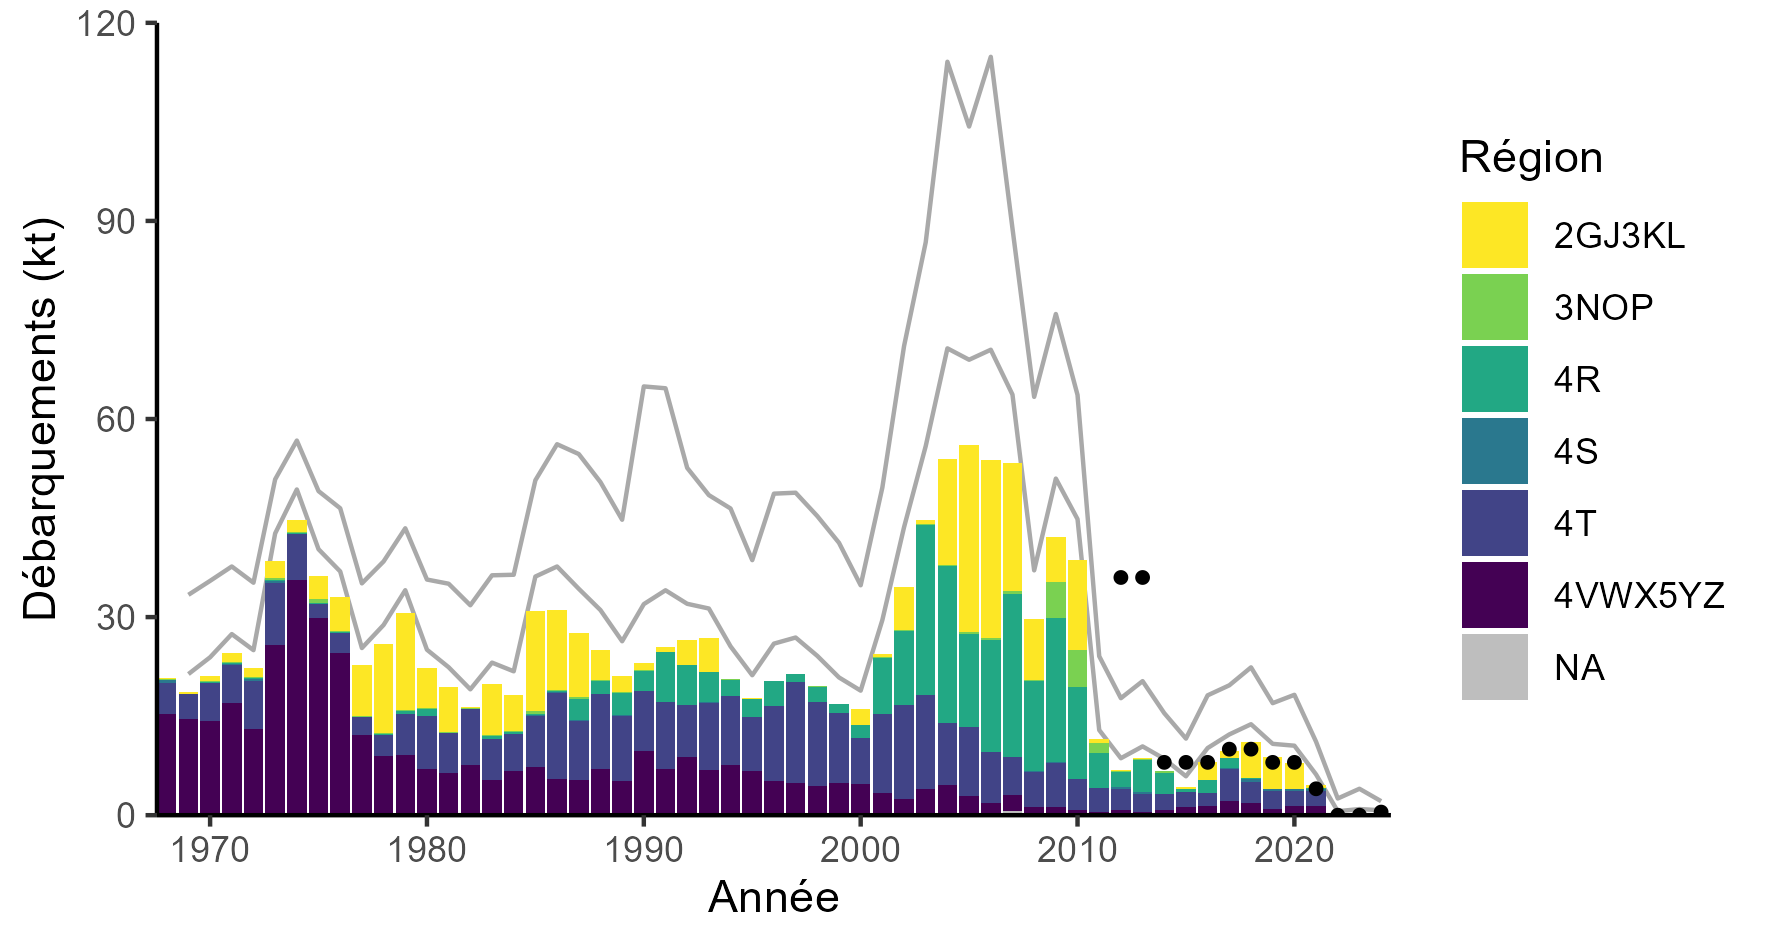 Débarquements (kt)
120
90
60
30
0
1970 1980 1990 2000 2010 2020
Année
Région
2GJ3KL
3NOP
4R
4S
4T
4VWX5YZ
NA